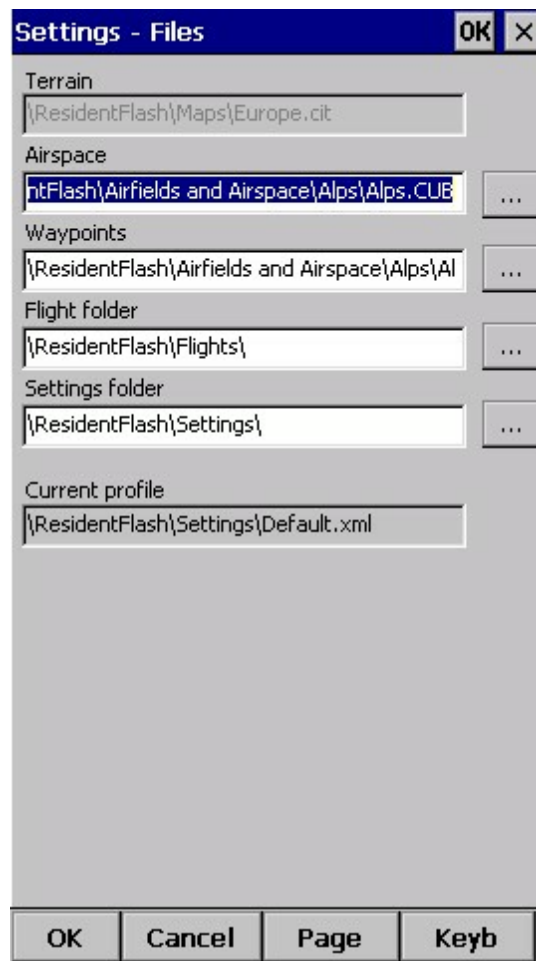 Settings - Files OK ×
Terrain
\ResidentFlash\Maps\Europe.cit
Airspace
ntFlash\Airfields and Airspace\Alps\Alps.CUB ...
Waypoints
\ResidentFlash\Airfields and Airspace\Alps\Al ...
Flight folder
\ResidentFlash\Flights\ ...
Settings folder
\ResidentFlash\Settings\ ...
Current profile
\ResidentFlash\Settings\Default.xml
OK Cancel Page Keyb